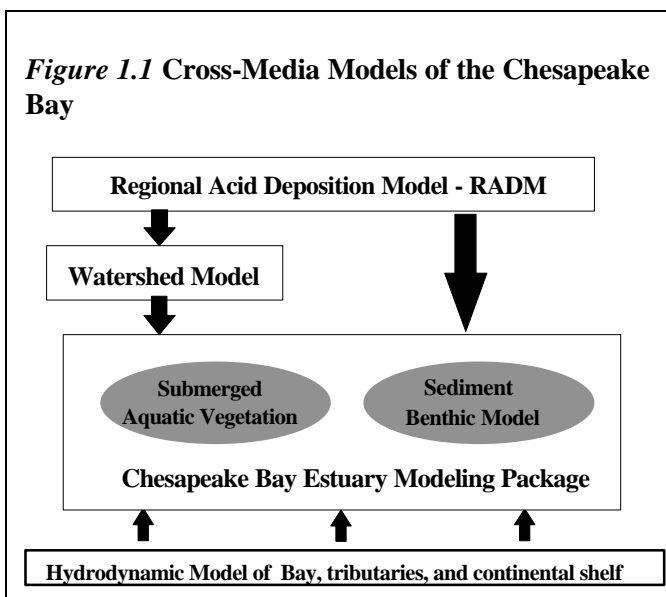 Figure 1.1 Cross-Media Models of the Chesapeake
Bay
Regional Acid Deposition Model - RADM
Watershed Model
Submerged
Aquatic Vegetation
Sediment
Benthic Model
Chesapeake Bay Estuary Modeling Package
Hydrodynamic Model of Bay, tributaries, and continental shelf